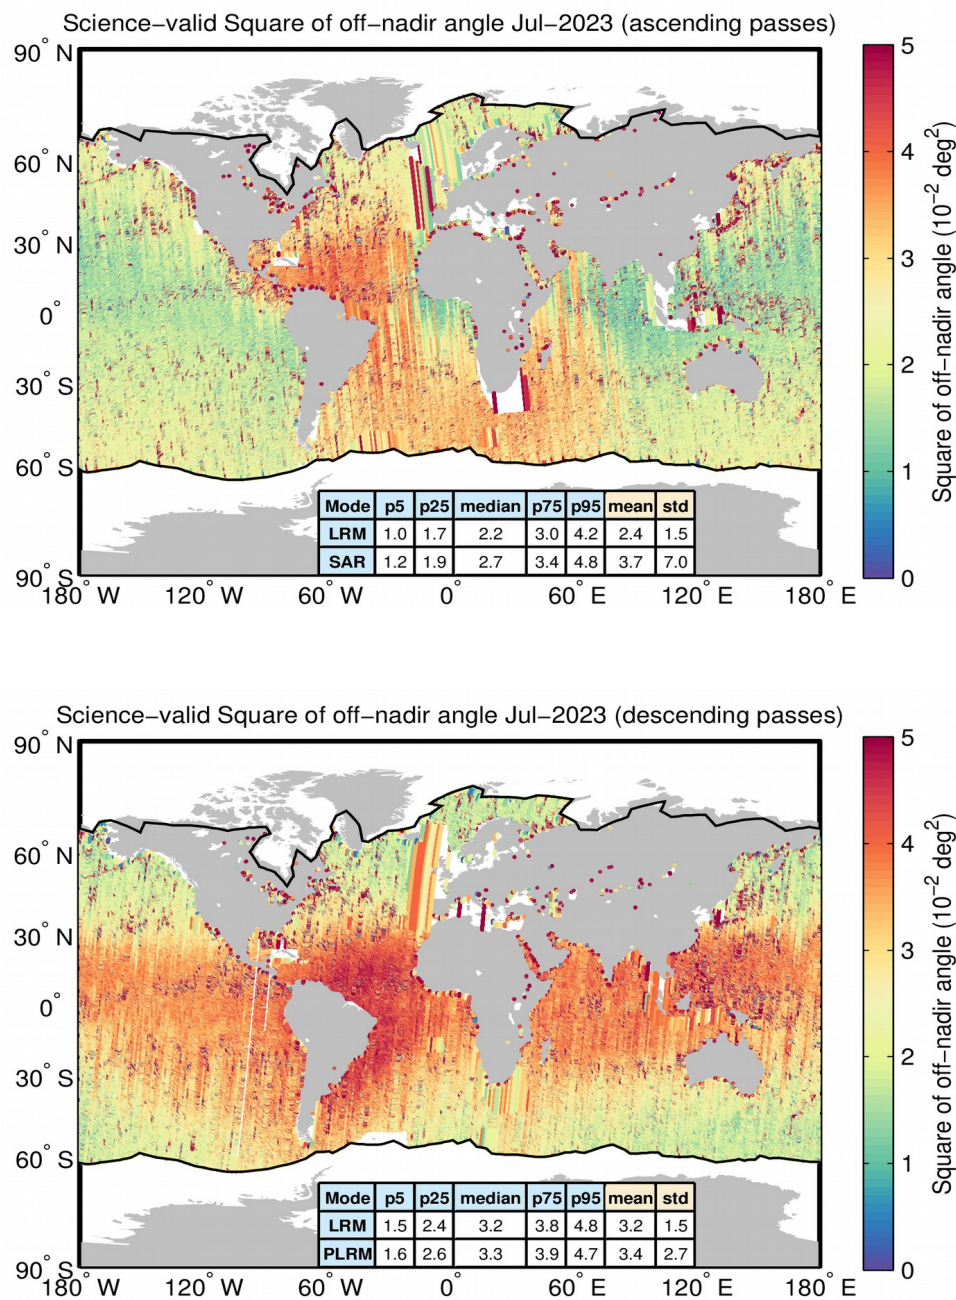 Science−valid Square of off−nadir angle Jul−2023 (ascending passes)
90° N
60° N
30° N
0°
30° S
60° S
90° S
180° W
120° W
60° W
0°
60° E
120° E
180° E
Mode p5 p25 median p75 p95 mean std
LRM 1.0 1.7 2.2 3.0 4.2 2.4 1.5
SAR 1.2 1.9 2.7 3.4 4.8 3.7 7.0
5
4
3
2
1
0
Square of off−nadir angle (10−2 deg2)
Science−valid Square of off−nadir angle Jul−2023 (descending passes)
90° N
60° N
30° N
0°
30° S
60° S
90° S
180° W
120° W
60° W
0°
60° E
120° E
180° E
Mode p5 p25 median p75 p95 mean std
LRM 1.5 2.4 3.2 3.8 4.8 3.2 1.5
PLRM 1.6 2.6 3.3 3.9 4.7 3.4 2.7
5
4
3
2
1
0
Square of off−nadir angle (10−2 deg2)